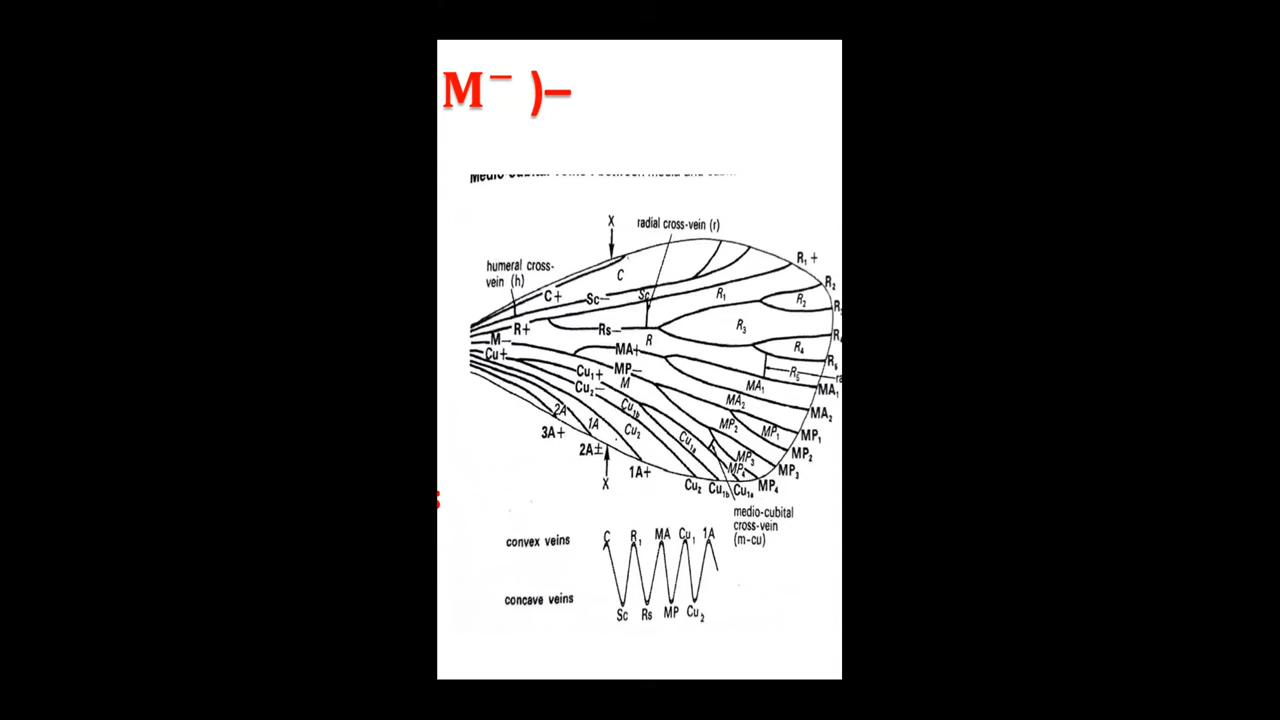 M⁻ )–
X
radial cross-vein (r)
humeral cross-
vein (h)
C
R₁ +
C+
Sc–
Sc
R₁
R₂
R₂
R+
Rs–
R
R₃
R₄
M–
Cu+
MA+
R₅
R₅
Cu₁+
MP–
M
MA₁
MA₁
Cu₂–
MA₂
MA₂
2A
Cu₁b
1A
Cu₂
MP₂
MP₁
MP₁
3A+
2A±
Cu₁a
MP₃
MP₂
1A+
MP₄
MP₃
X
Cu₂
Cu₁b
Cu₁a
MP₄
medio-cubital
cross-vein
(m-cu)
convex veins C R₁ MA Cu₁ 1A
concave veins Sc Rs MP Cu₂